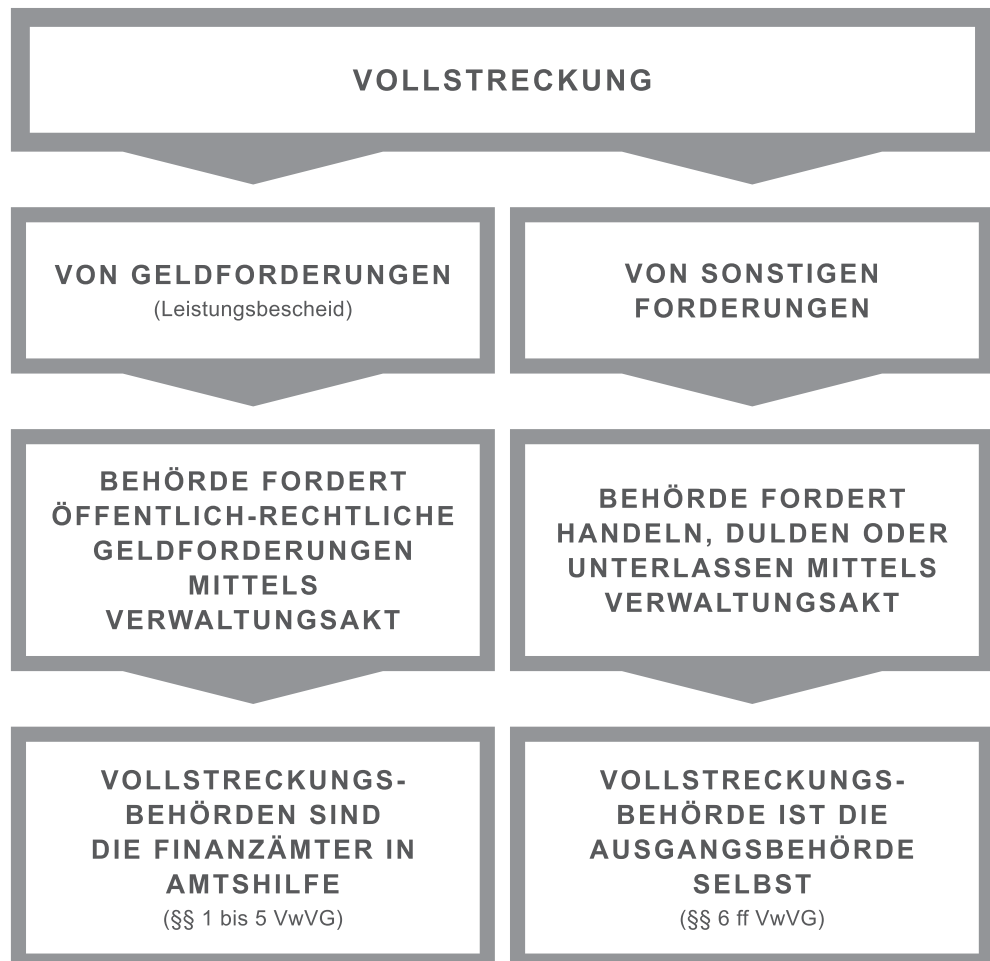 VOLLSTRECKUNG
VON GELDFORDERUNGEN
(Leistungsbescheid)
VON SONSTIGEN
FORDERUNGEN
BEHÖRDE FORDERT
ÖFFENTLICH-RECHTLICHE
GELDFORDERUNGEN
MITTELS
VERWALTUNGSAKT
BEHÖRDE FORDERT
HANDELN, DULDEN ODER
UNTERLASSEN MITTELS
VERWALTUNGSAKT
VOLLSTRECKUNGS-
BEHÖRDEN SIND
DIE FINANZÄMTER IN
AMTSHILFE
(§§ 1 bis 5 VwVG)
VOLLSTRECKUNGS-
BEHÖRDE IST DIE
AUSGANGSBEHÖRDE
SELBST
(§§ 6 ff VwVG)